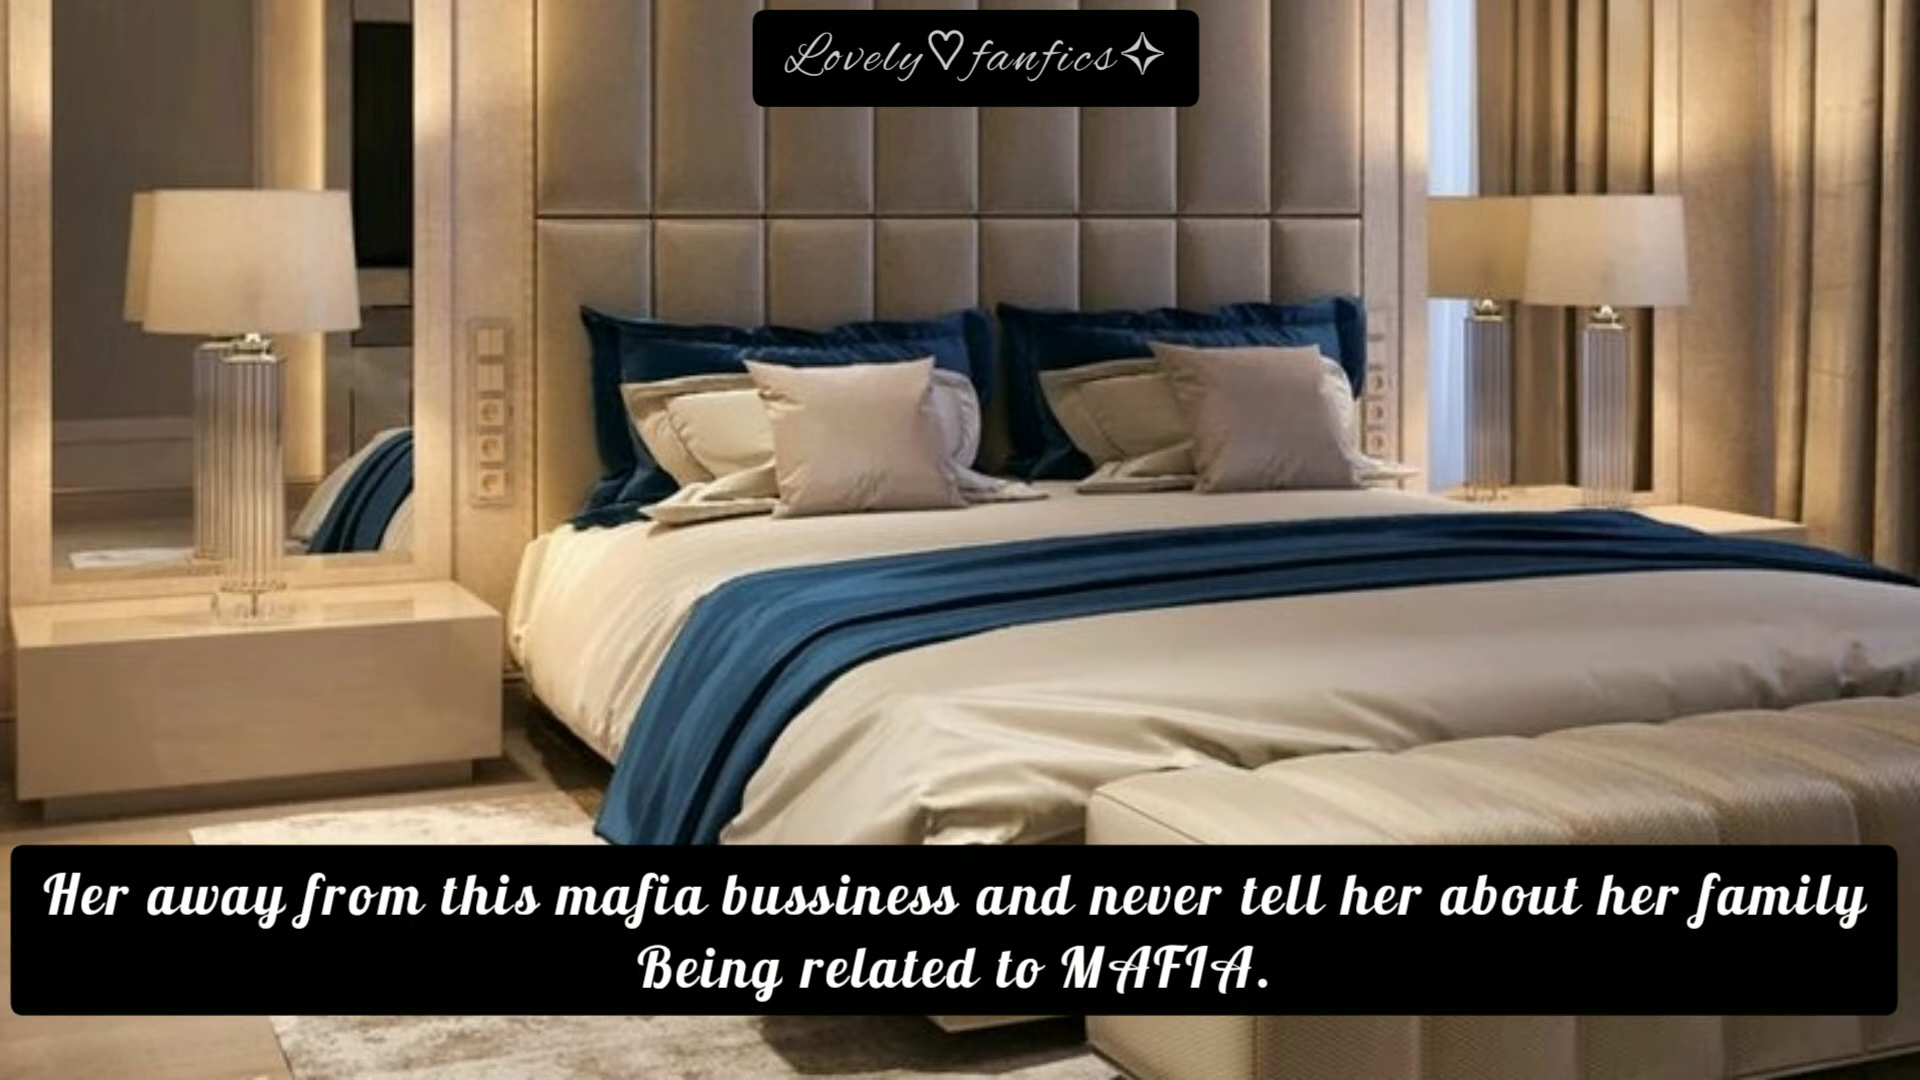 Lovely♡fanfics✧
Her away from this mafia bussiness and never tell her about her family
Being related to MAFIA.